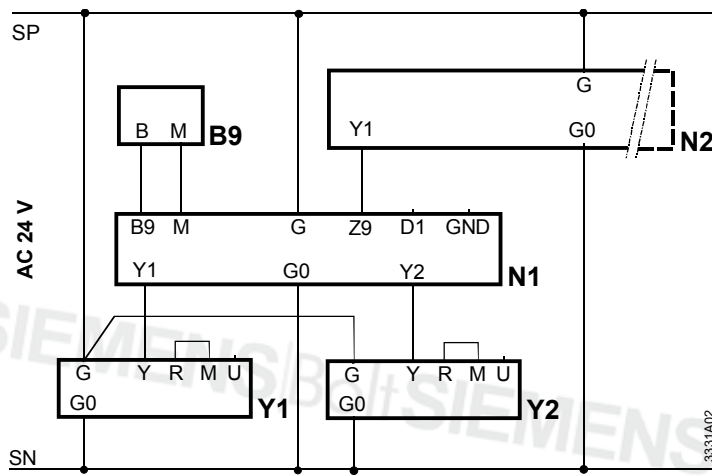 SP
G
B M B9
Y1 G0 N2
AC 24 V
B9 M G Z9 D1 GND
Y1 G0 Y2 N1
SIEMENS Bolt SIEMENS
G Y R M U
G0 Y1
G Y R M U
G0 Y2
SN
3331A02